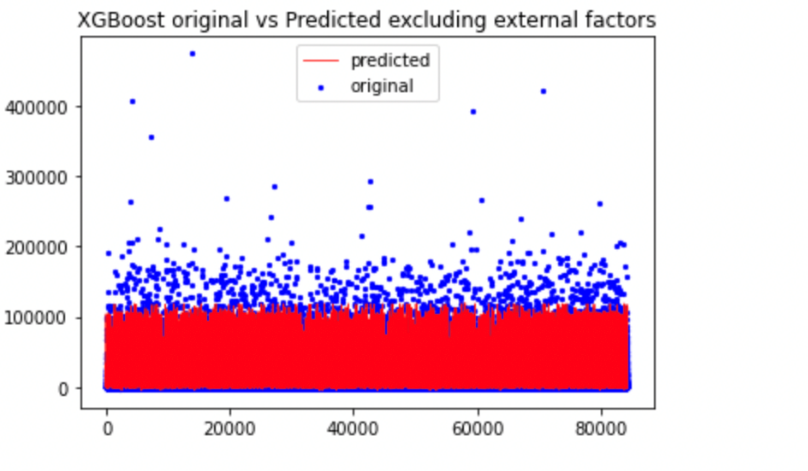 XGBoost original vs Predicted excluding external factors
predicted
original
400000
300000
200000
100000
0
0 20000 40000 60000 80000